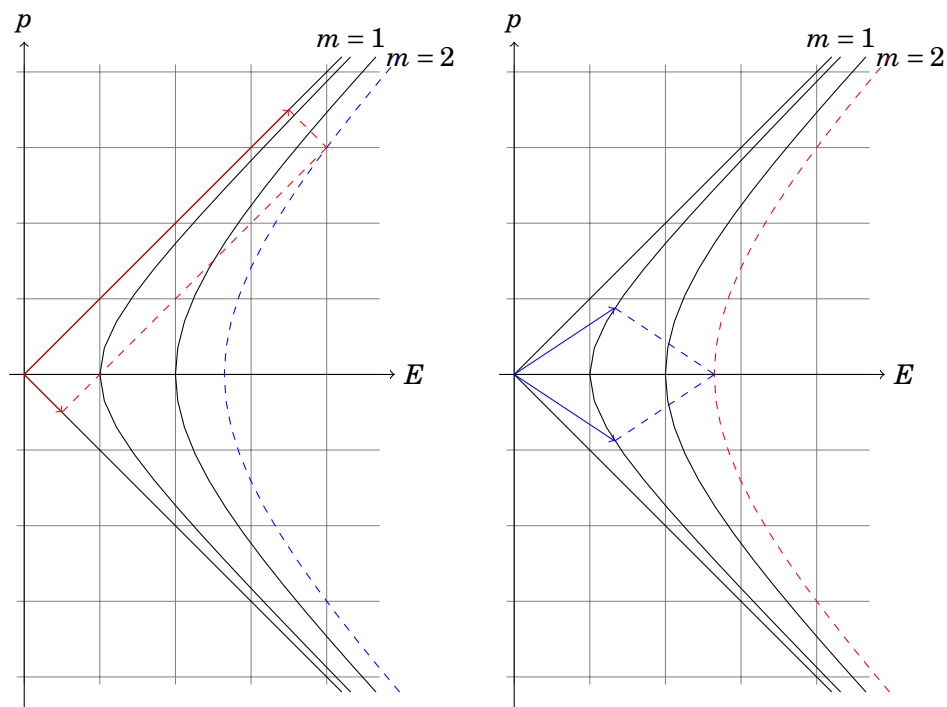 p
m = 1
m = 2
E
p
m = 1
m = 2
E